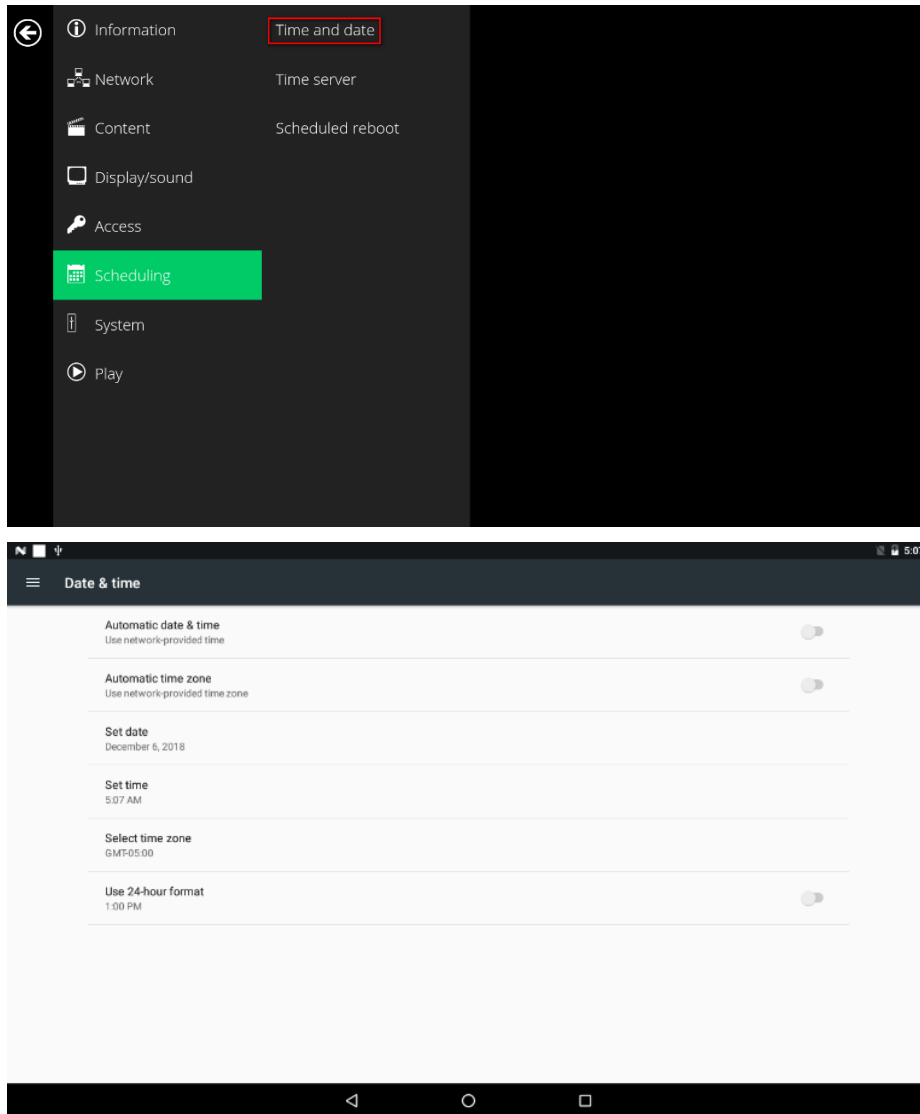 Information
Time and date
Network
Time server
Content
Scheduled reboot
Display/sound
Access
Scheduling
System
Play
5:07
Date & time
Automatic date & time
Use network-provided time
Automatic time zone
Use network-provided time zone
Set date
December 6, 2018
Set time
5:07 AM
Select time zone
GMT-05:00
Use 24-hour format
1:00 PM